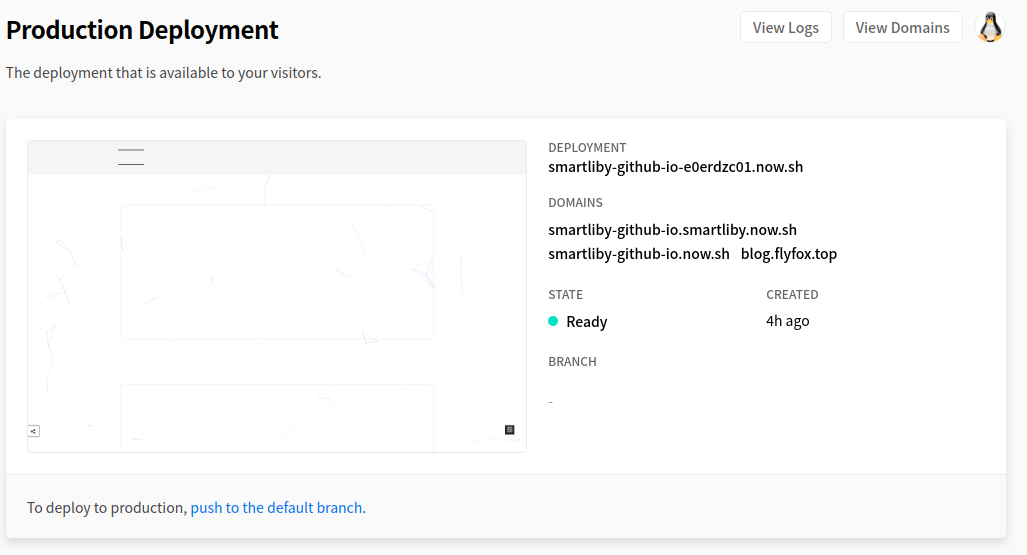 Production Deployment
View Logs
View Domains
The deployment that is available to your visitors.
DEPLOYMENT
smartliby-github-io-e0erdzc01.now.sh
DOMAINS
smartliby-github-io.smartliby.now.sh
smartliby-github-io.now.sh blog.flyfox.top
STATE
CREATED
Ready
4h ago
BRANCH
-
To deploy to production, push to the default branch.